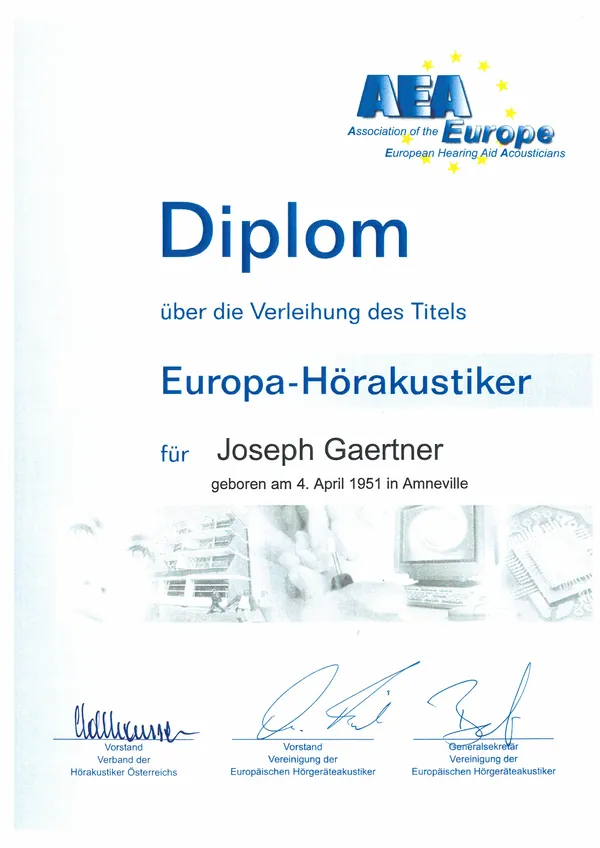 AEA
Association of the Europe
European Hearing Aid Acousticians
Diplom
über die Verleihung des Titels
Europa-Hörakustiker
für Joseph Gaertner
geboren am 4. April 1951 in Amneville
Vorstand
Verband der
Hörakustiker Österreichs
Vorstand
Vereinigung der
Europäischen Hörgeräteakustiker
Generalsekretär
Vereinigung der
Europäischen Hörgeräteakustiker